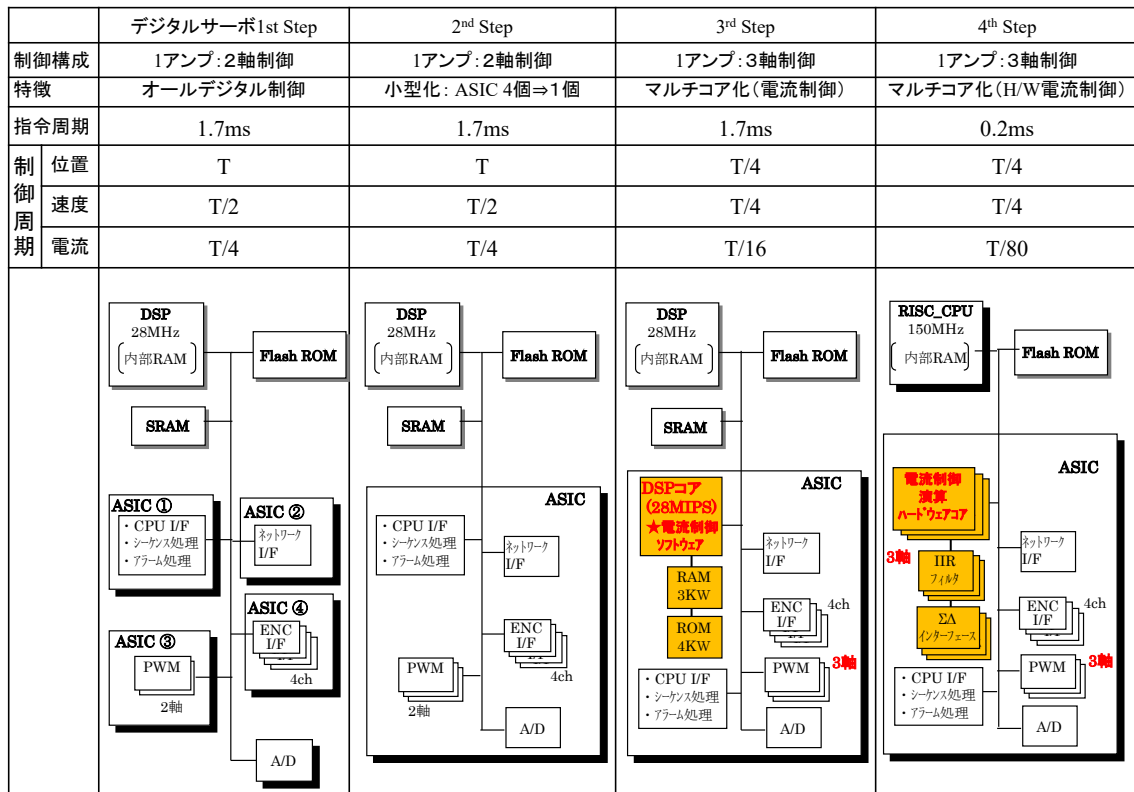 デジタルサーボ1st Step 2nd Step 3rd Step 4th Step
制御構成 1アンプ:2軸制御 1アンプ:2軸制御 1アンプ:3軸制御 1アンプ:3軸制御
特徴 オールデジタル制御 小型化: ASIC 4個⇒1個 マルチコア化(電流制御) マルチコア化(H/W電流制御)
指令周期 1.7ms 1.7ms 1.7ms 0.2ms
制御周期
位置 T T T/4 T/4
速度 T/2 T/2 T/4 T/4
電流 T/4 T/4 T/16 T/80
DSP
28MHz
内部RAM
Flash ROM
SRAM
ASIC ①
・CPU I/F
・シーケンス処理
・アラーム処理
ASIC ②
ネットワーク
I/F
ASIC ③
PWM
2軸
ASIC ④
ENC
I/F
4ch
A/D
DSP
28MHz
内部RAM
Flash ROM
SRAM
ASIC
・CPU I/F
・シーケンス処理
・アラーム処理
ネットワーク
I/F
ENC
I/F
4ch
PWM
2軸
A/D
DSP
28MHz
内部RAM
Flash ROM
SRAM
ASIC
DSPコア
(28MIPS)
★電流制御
ソフトウェア
RAM
3KW
ROM
4KW
ネットワーク
I/F
ENC
I/F
4ch
PWM
3軸
・CPU I/F
・シーケンス処理
・アラーム処理
A/D
RISC_CPU
150MHz
内部RAM
Flash ROM
ASIC
電流制御
演算
ハードウェアコア
3軸
IIR
フィルタ
ΣΔ
インターフェース
ネットワーク
I/F
ENC
I/F
4ch
PWM
3軸
・CPU I/F
・シーケンス処理
・アラーム処理
A/D